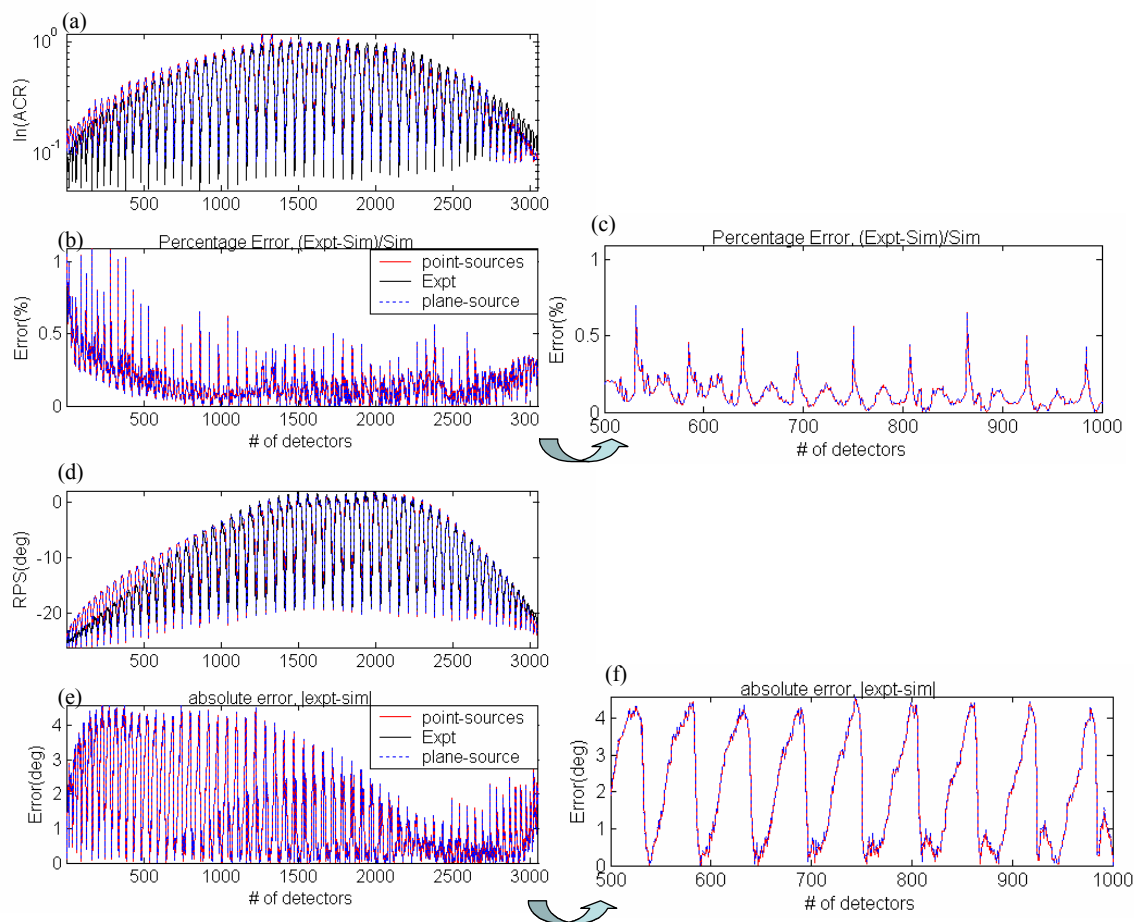 (a)
10^0
10^-1
ln(ACR)
500 1000 1500 2000 2500 3000
(b)
Percentage Error, (Expt-Sim)/Sim
1
0.5
0
Error(%)
point-sources
Expt
plane-source
500 1000 1500 2000 2500 3000
# of detectors
(c)
Percentage Error, (Expt-Sim)/Sim
1
0.5
0
Error(%)
500 600 700 800 900 1000
# of detectors
(d)
0
-10
-20
RPS(deg)
500 1000 1500 2000 2500 3000
(e)
absolute error, |expt-sim|
4
3
2
1
0
Error(deg)
point-sources
Expt
plane-source
500 1000 1500 2000 2500 3000
# of detectors
(f)
absolute error, |expt-sim|
4
3
2
1
0
Error(deg)
500 600 700 800 900 1000
# of detectors